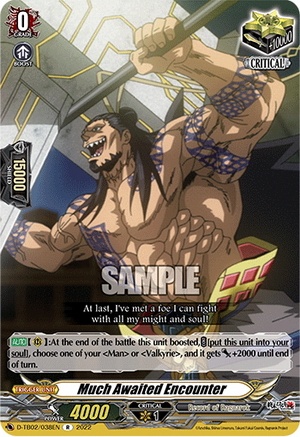 0
GRADE
BOOST
+10000
CRITICAL
15000
SHIELD
SAMPLE
At last, I've met a foe I can fight
with all my might and soul!
AUTO [R]:At the end of the battle this unit boosted, [put this unit into your
soul], choose one of your <Man> or <Valkyrie>, and it gets +2000 until end
of turn.
TRIGGER UNIT
Much Awaited Encounter
Record of Ragnarok
POWER 4000
CRITICAL
1
D-TB02/038EN R 2022